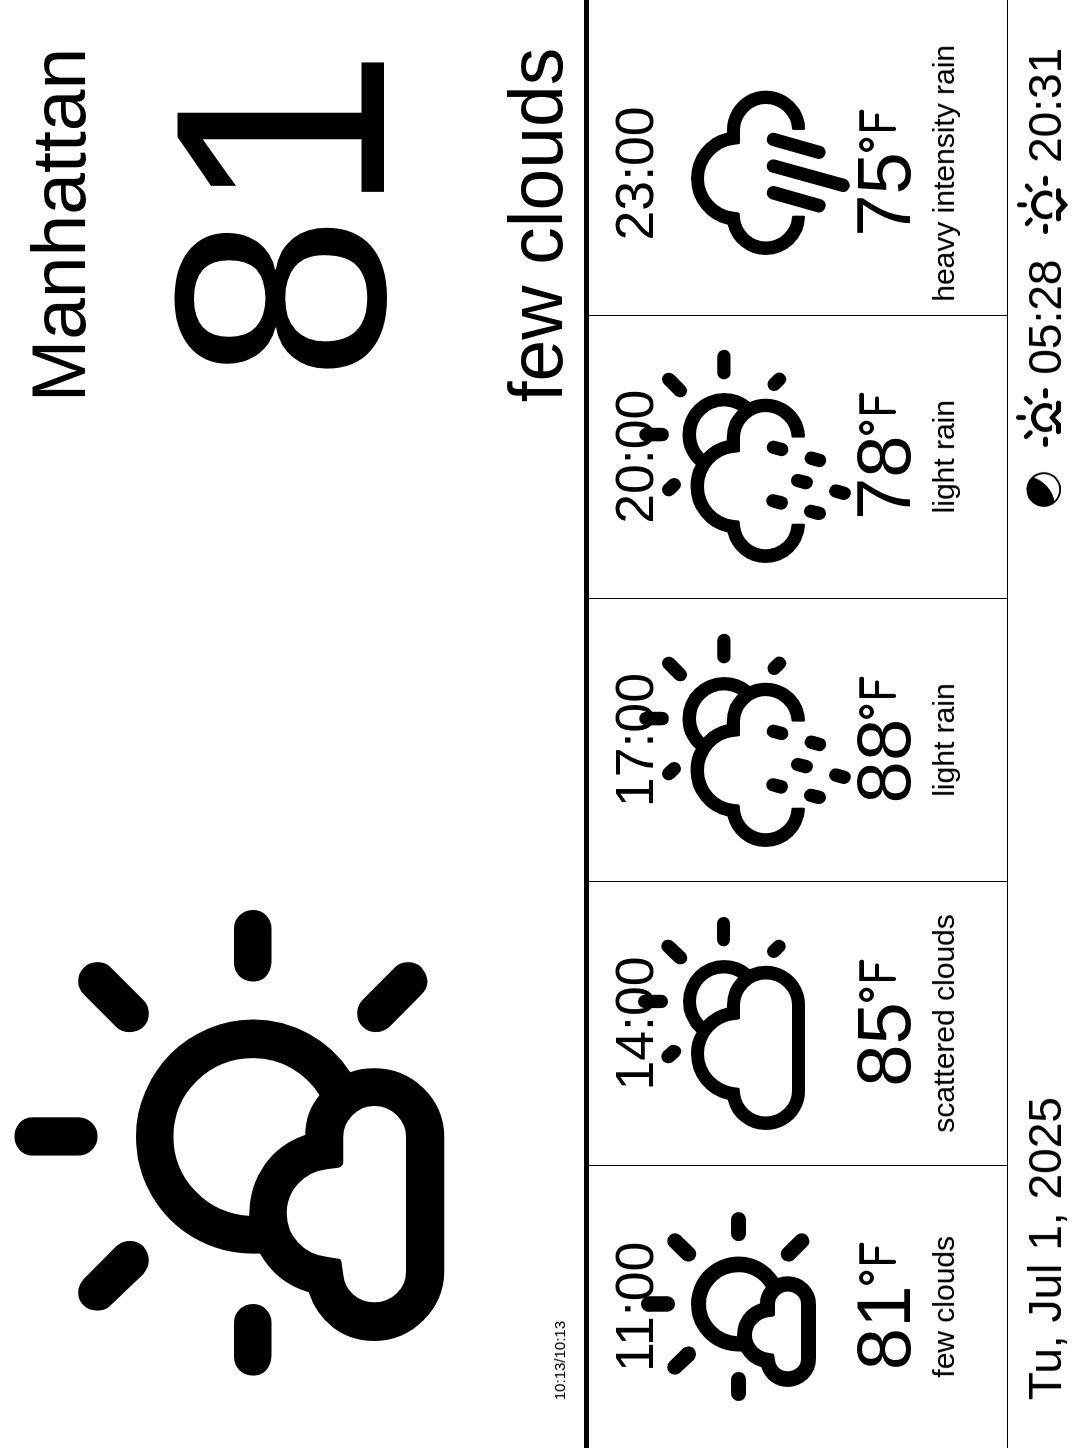 Manhattan
81
few clouds
10:13/10:13
11:00
81°F
few clouds
14:00
85°F
scattered clouds
17:00
88°F
light rain
20:00
78°F
light rain
23:00
75°F
heavy intensity rain
Tu, Jul 1, 2025
05:28 20:31